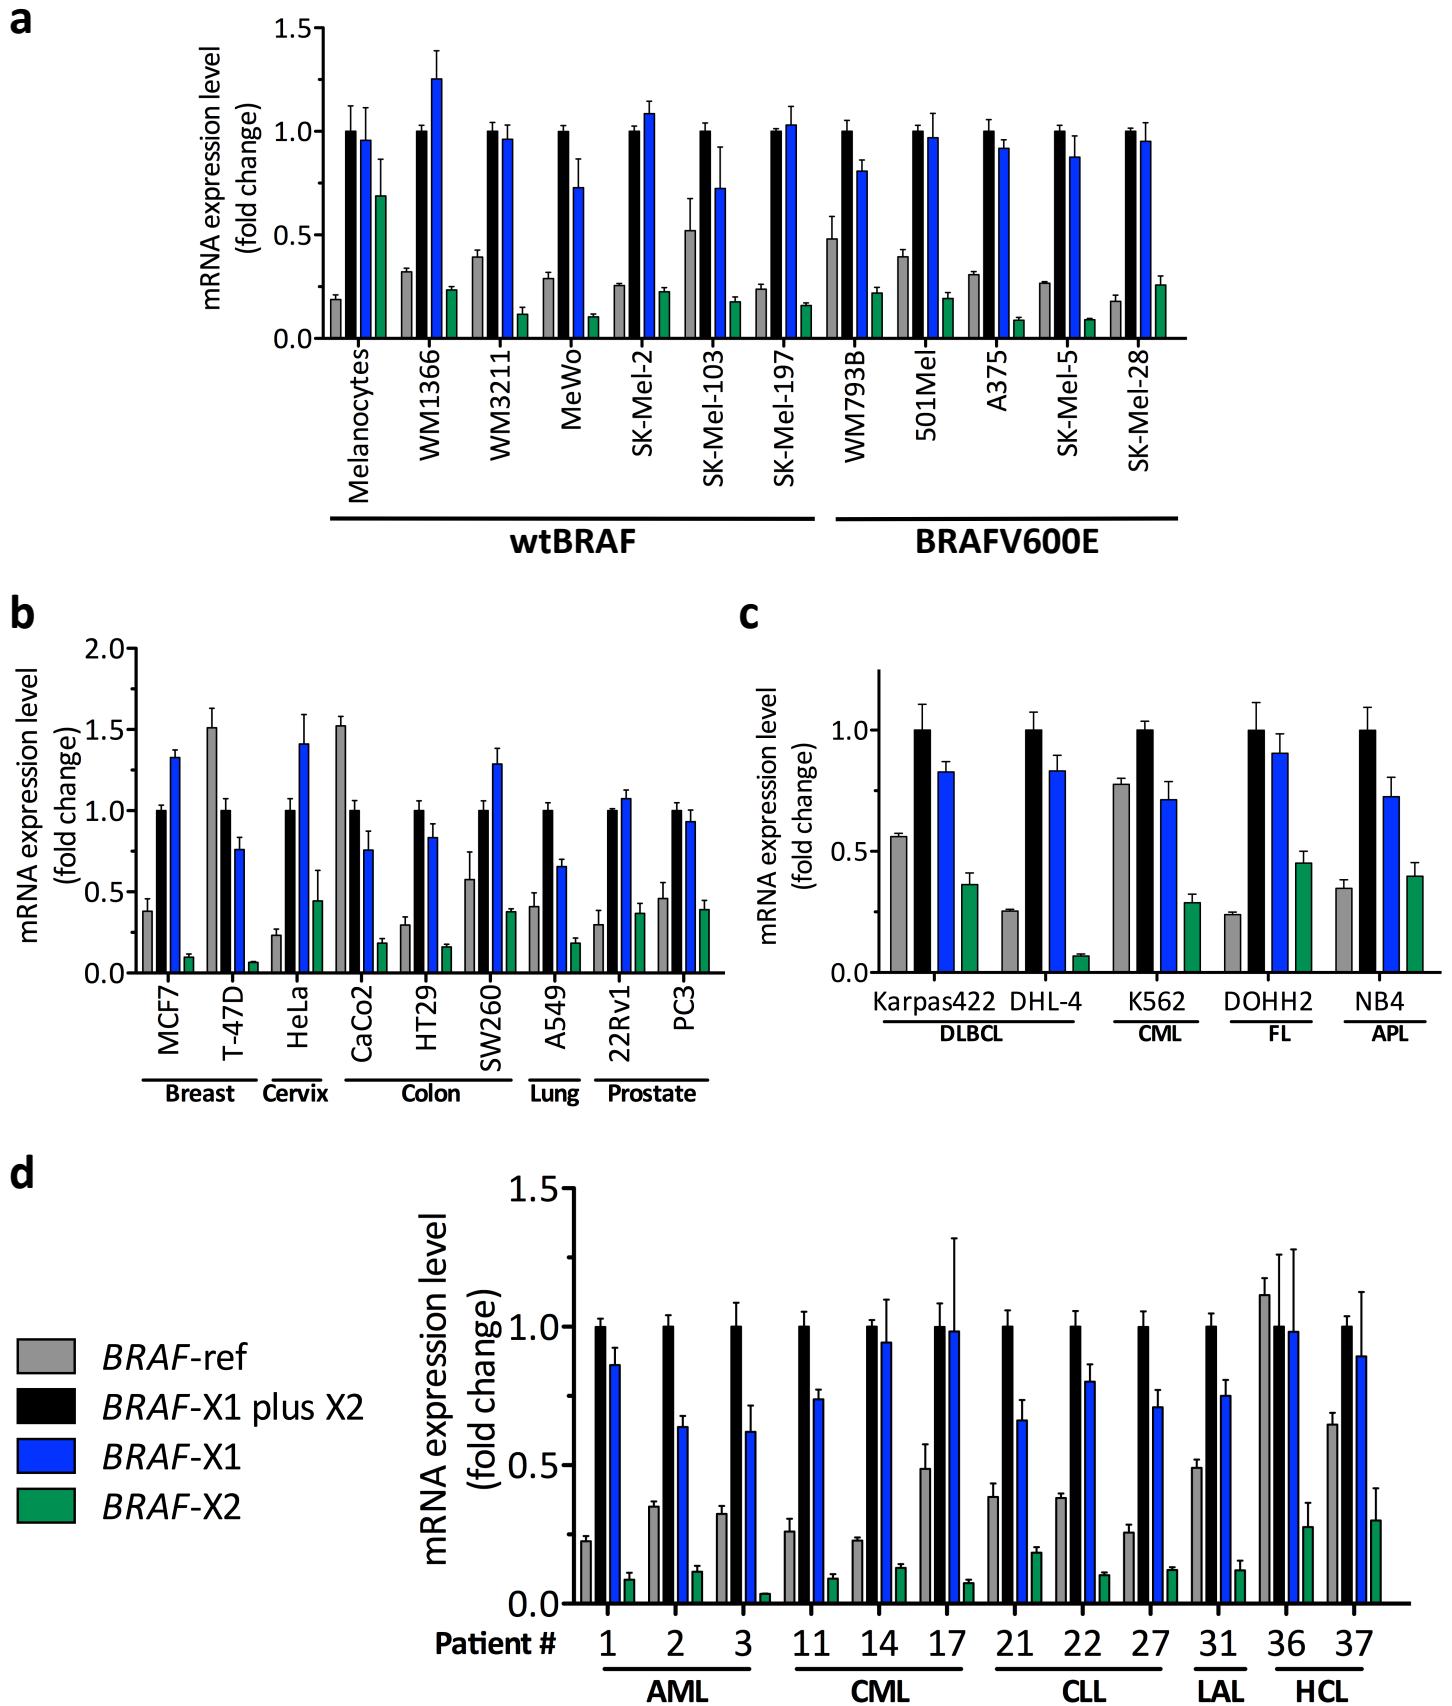 a
mRNA expression level
(fold change)
1.5
1.0
0.5
0.0
Melanocytes
WM1366
WM3211
MeWo
SK-Mel-2
SK-Mel-103
SK-Mel-197
WM793B
501Mel
A375
SK-Mel-5
SK-Mel-28
wtBRAF
BRAFV600E
b
mRNA expression level
(fold change)
2.0
1.5
1.0
0.5
0.0
MCF7
T-47D
HeLa
CaCo2
HT29
SW260
A549
22Rv1
PC3
Breast
Cervix
Colon
Lung
Prostate
c
mRNA expression level
(fold change)
1.0
0.5
0.0
Karpas422
DHL-4
K562
DOHH2
NB4
DLBCL
CML
FL
APL
d
BRAF-ref
BRAF-X1 plus X2
BRAF-X1
BRAF-X2
mRNA expression level
(fold change)
1.5
1.0
0.5
0.0
Patient # 1 2 3 11 14 17 21 22 27 31 36 37
AML
CML
CLL
LAL
HCL